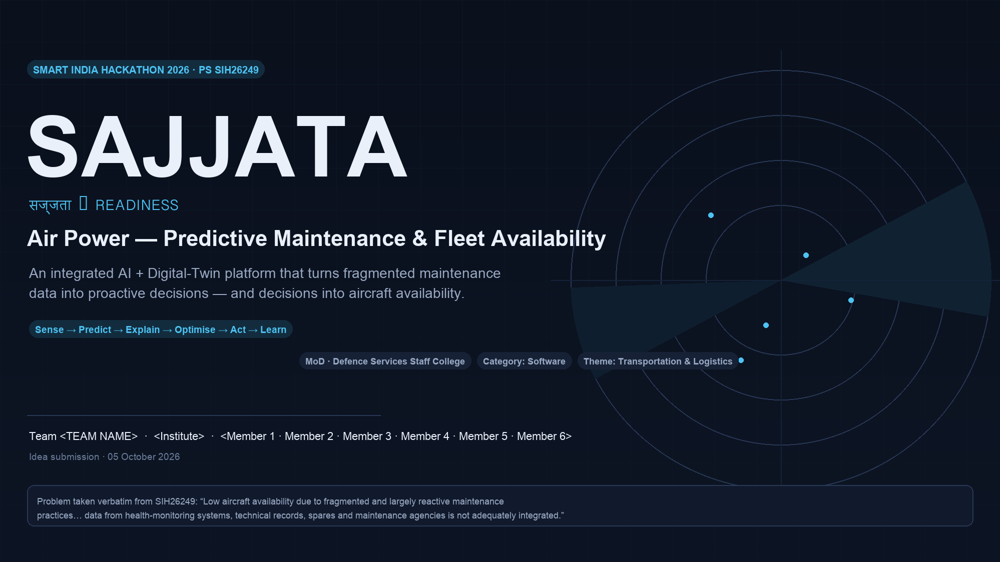 SMART INDIA HACKATHON 2026 · PS SIH26249
SAJJATA
सज्जता READINESS
Air Power — Predictive Maintenance & Fleet Availability
An integrated AI + Digital-Twin platform that turns fragmented maintenance
data into proactive decisions — and decisions into aircraft availability.
Sense → Predict → Explain → Optimise → Act → Learn
MoD · Defence Services Staff College Category: Software Theme: Transportation & Logistics
Team <TEAM NAME> · <Institute> · <Member 1 · Member 2 · Member 3 · Member 4 · Member 5 · Member 6>
Idea submission · 05 October 2026
Problem taken verbatim from SIH26249: “Low aircraft availability due to fragmented and largely reactive maintenance
practices… data from health-monitoring systems, technical records, spares and maintenance agencies is not adequately integrated.”